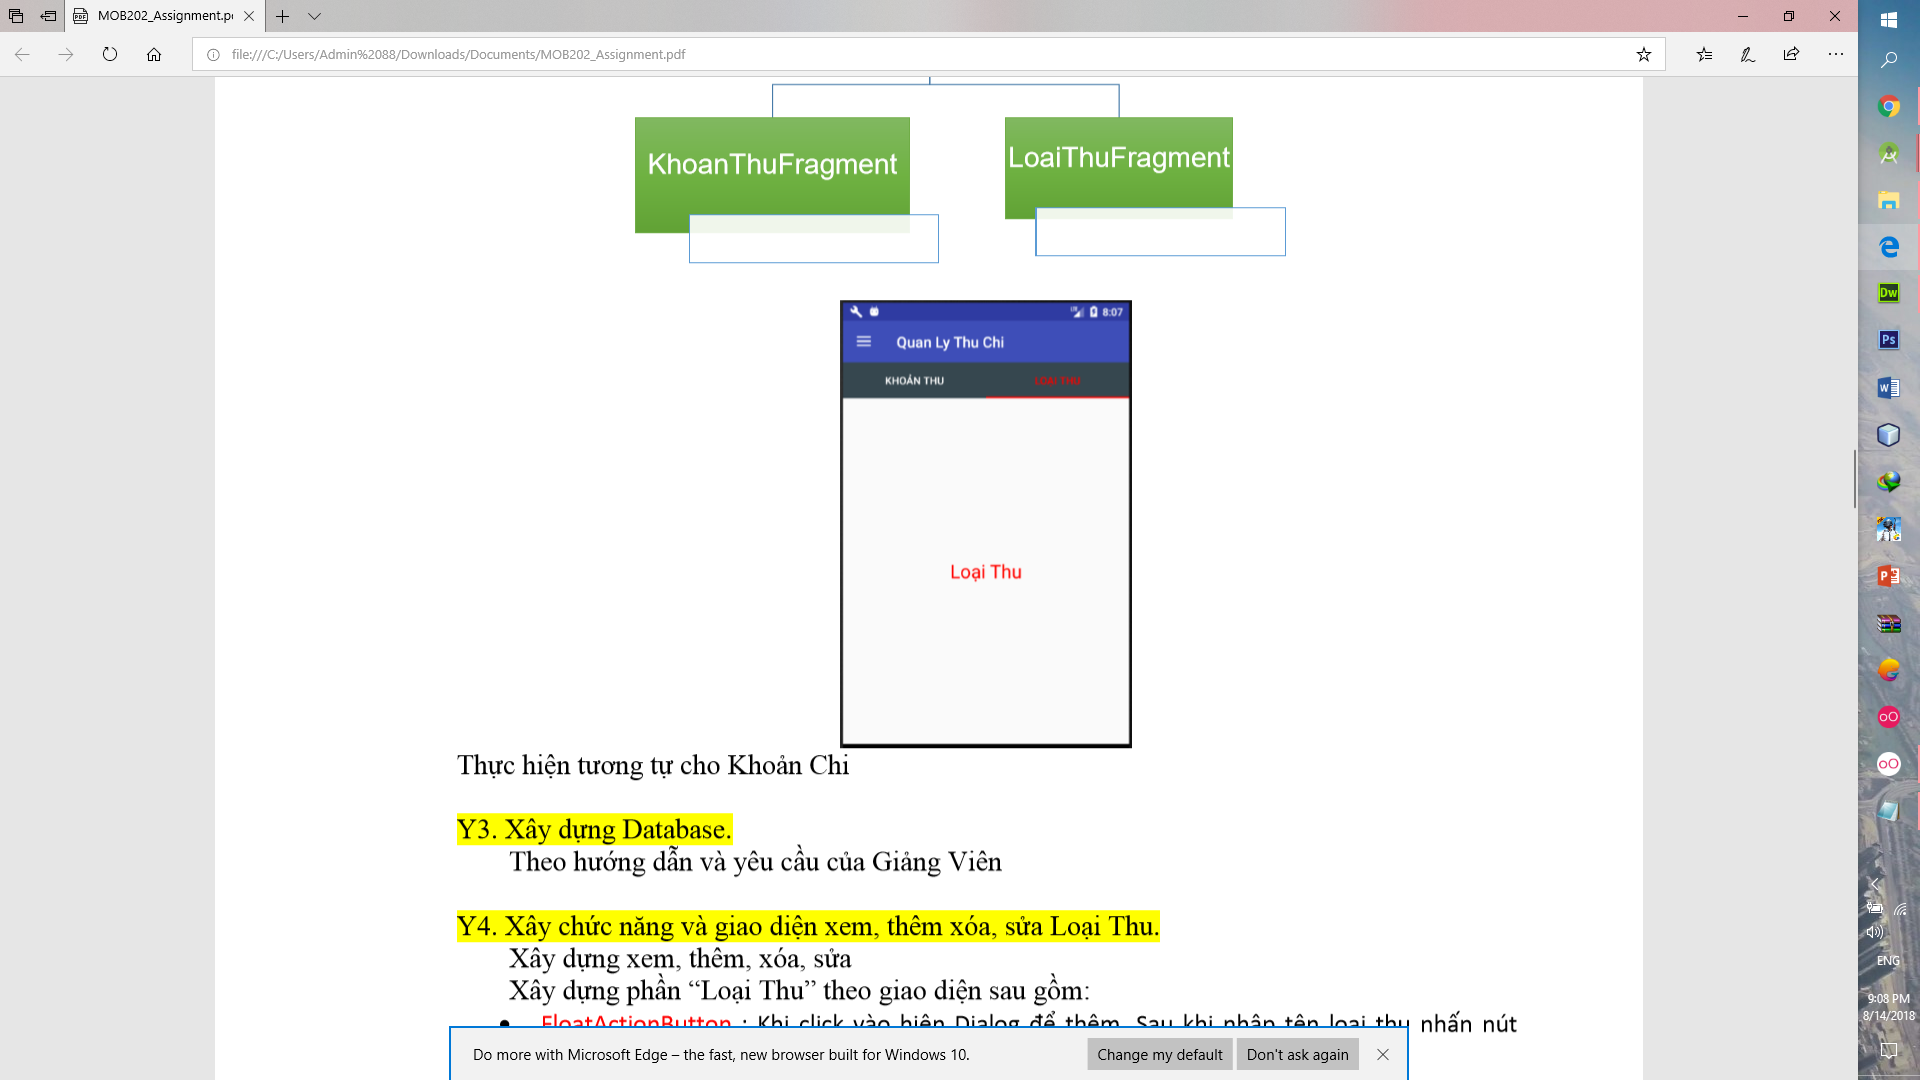 MOB202_Assignment.p
file:///C:/Users/Admin%2088/Downloads/Documents/MOB202_Assignment.pdf
KhoanThuFragment
LoaiThuFragment
8:07
Quan Ly Thu Chi
KHOẢN THU
LOẠI THU
Loại Thu
Thực hiện tương tự cho Khoản Chi
Y3. Xây dựng Database.
Theo hướng dẫn và yêu cầu của Giảng Viên
Y4. Xây chức năng và giao diện xem, thêm xóa, sửa Loại Thu.
Xây dựng xem, thêm, xóa, sửa
Xây dựng phần “Loại Thu” theo giao diện sau gồm:
• FloatActionButton : Khi click vào hiện Dialog để thêm. Sau khi nhập tên loại thu nhấn nút
Do more with Microsoft Edge – the fast, new browser built for Windows 10.
Change my default
Don't ask again
Dw
Ps
W
P
ENG
9:08 PM
8/14/2018